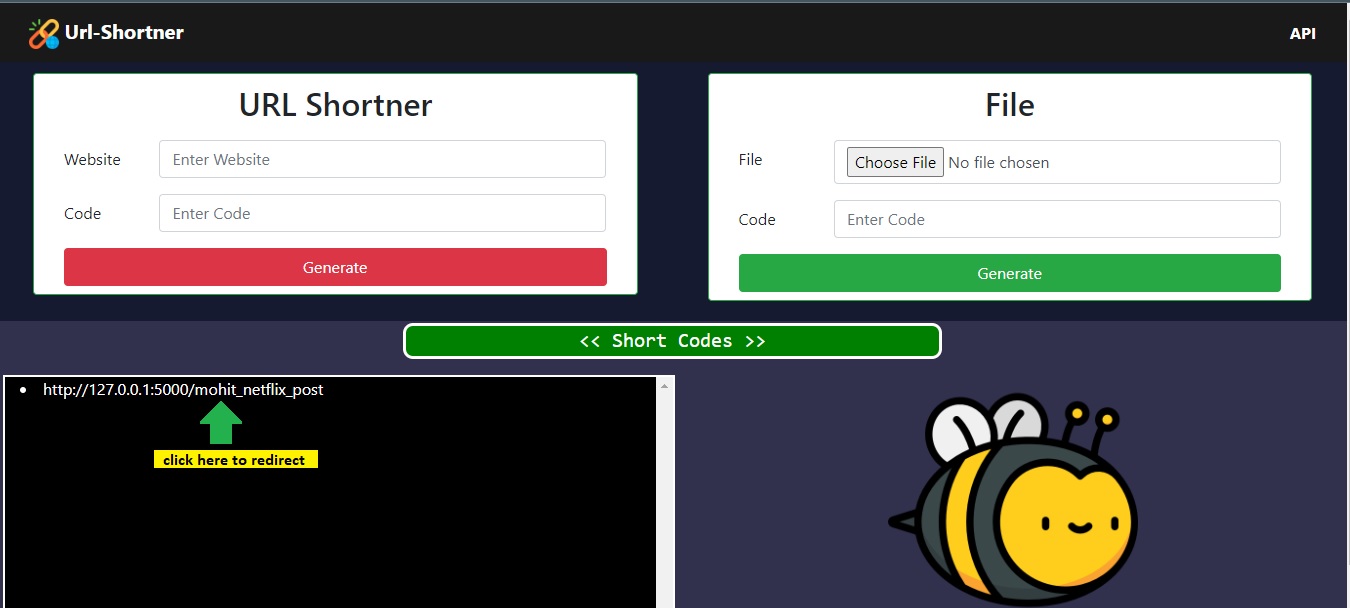 Url-Shortner
API
URL Shortner
Website
Enter Website
Code
Enter Code
Generate
File
File
Choose File No file chosen
Code
Enter Code
Generate
<< Short Codes >>
http://127.0.0.1:5000/mohit_netflix_post
click here to redirect